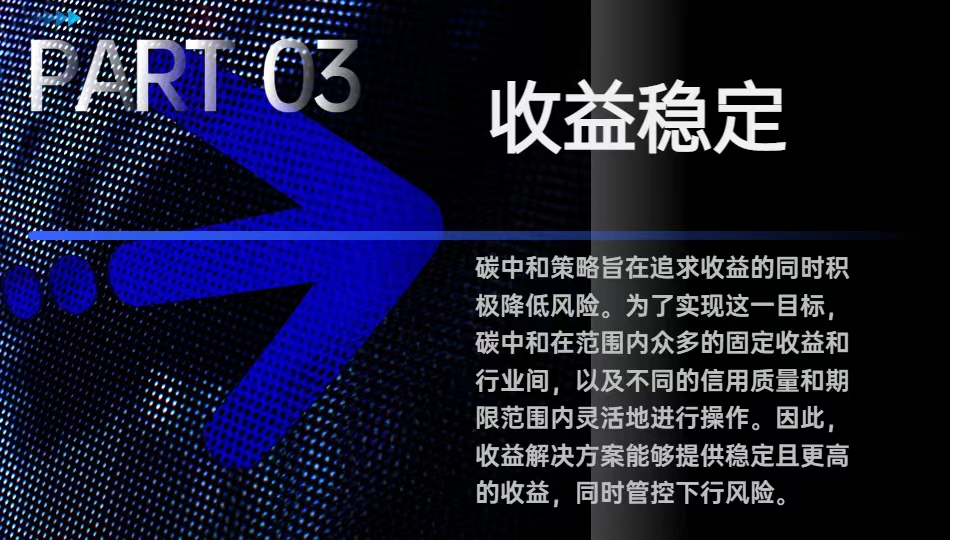 PART 03
收益稳定
碳中和策略旨在追求收益的同时积
极降低风险。为了实现这一目标，
碳中和在范围内众多的固定收益和
行业间，以及不同的信用质量和期
限范围内灵活地进行操作。因此，
收益解决方案能够提供稳定且更高
的收益，同时管控下行风险。